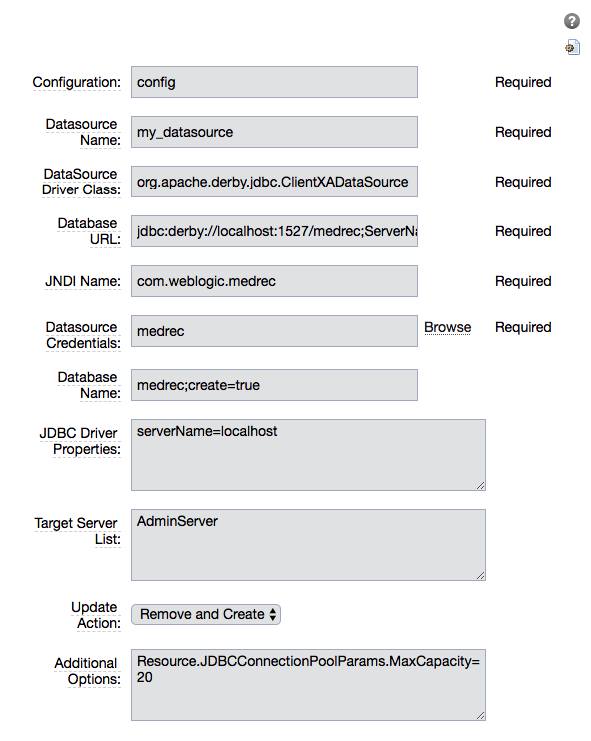 ?
Configuration: config Required
Datasource
Name: my_datasource Required
DataSource
Driver Class: org.apache.derby.jdbc.ClientXADataSource Required
Database
URL: jdbc:derby://localhost:1527/medrec;ServerNa Required
JNDI Name: com.weblogic.medrec Required
Datasource
Credentials: medrec Browse Required
Database
Name: medrec;create=true
JDBC Driver
Properties: serverName=localhost
Target Server
List: AdminServer
Update
Action: Remove and Create
Additional
Options: Resource.JDBCConnectionPoolParams.MaxCapacity=
20